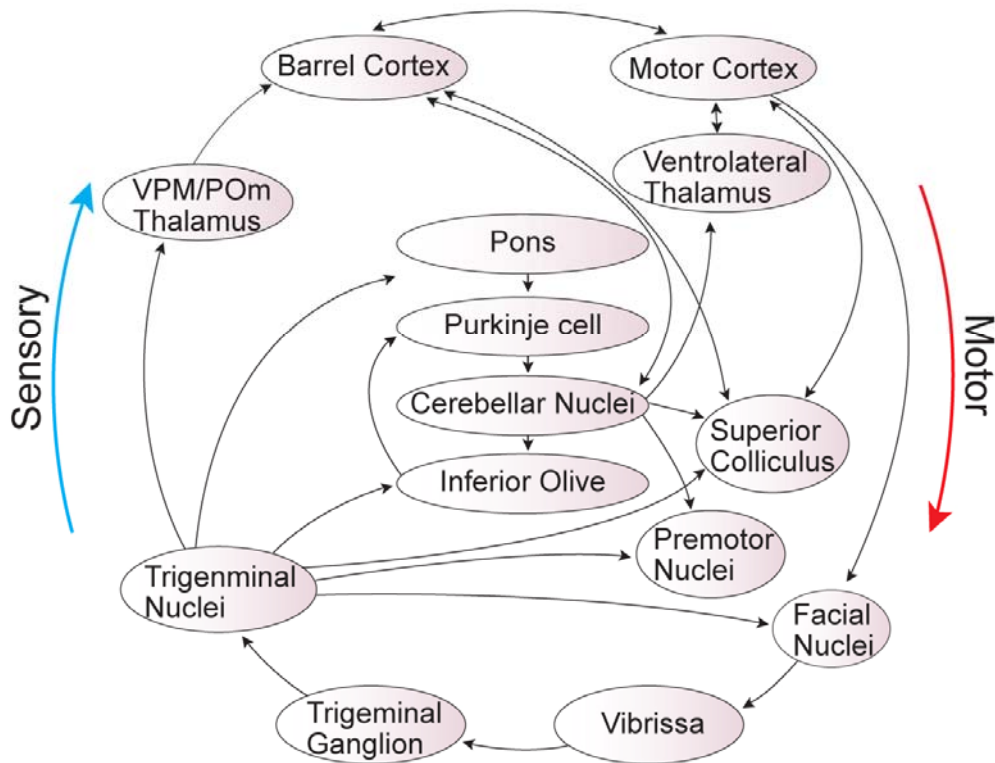 Barrel Cortex
Motor Cortex
Ventrolateral
Thalamus
VPM/POm
Thalamus
Pons
Purkinje cell
Cerebellar Nuclei
Inferior Olive
Superior
Colliculus
Premotor
Nuclei
Trigenminal
Nuclei
Facial
Nuclei
Trigeminal
Ganglion
Vibrissa
Sensory
Motor